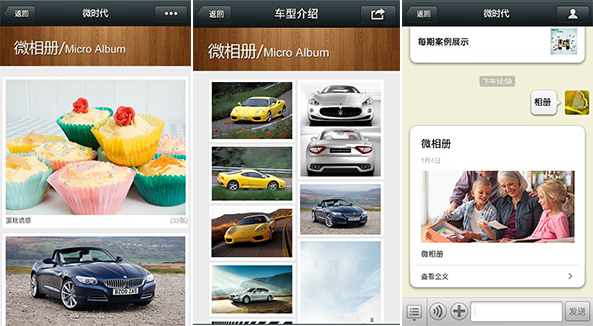 返回
微时代
微相册/Micro Album
蛋糕诱惑
(33张)
B209 ZAS
返回
车型介绍
微相册/Micro Album
返回
微时代
每期案例展示
下午16:59
相册
微相册
1月4日
微相册
查看全文
发送